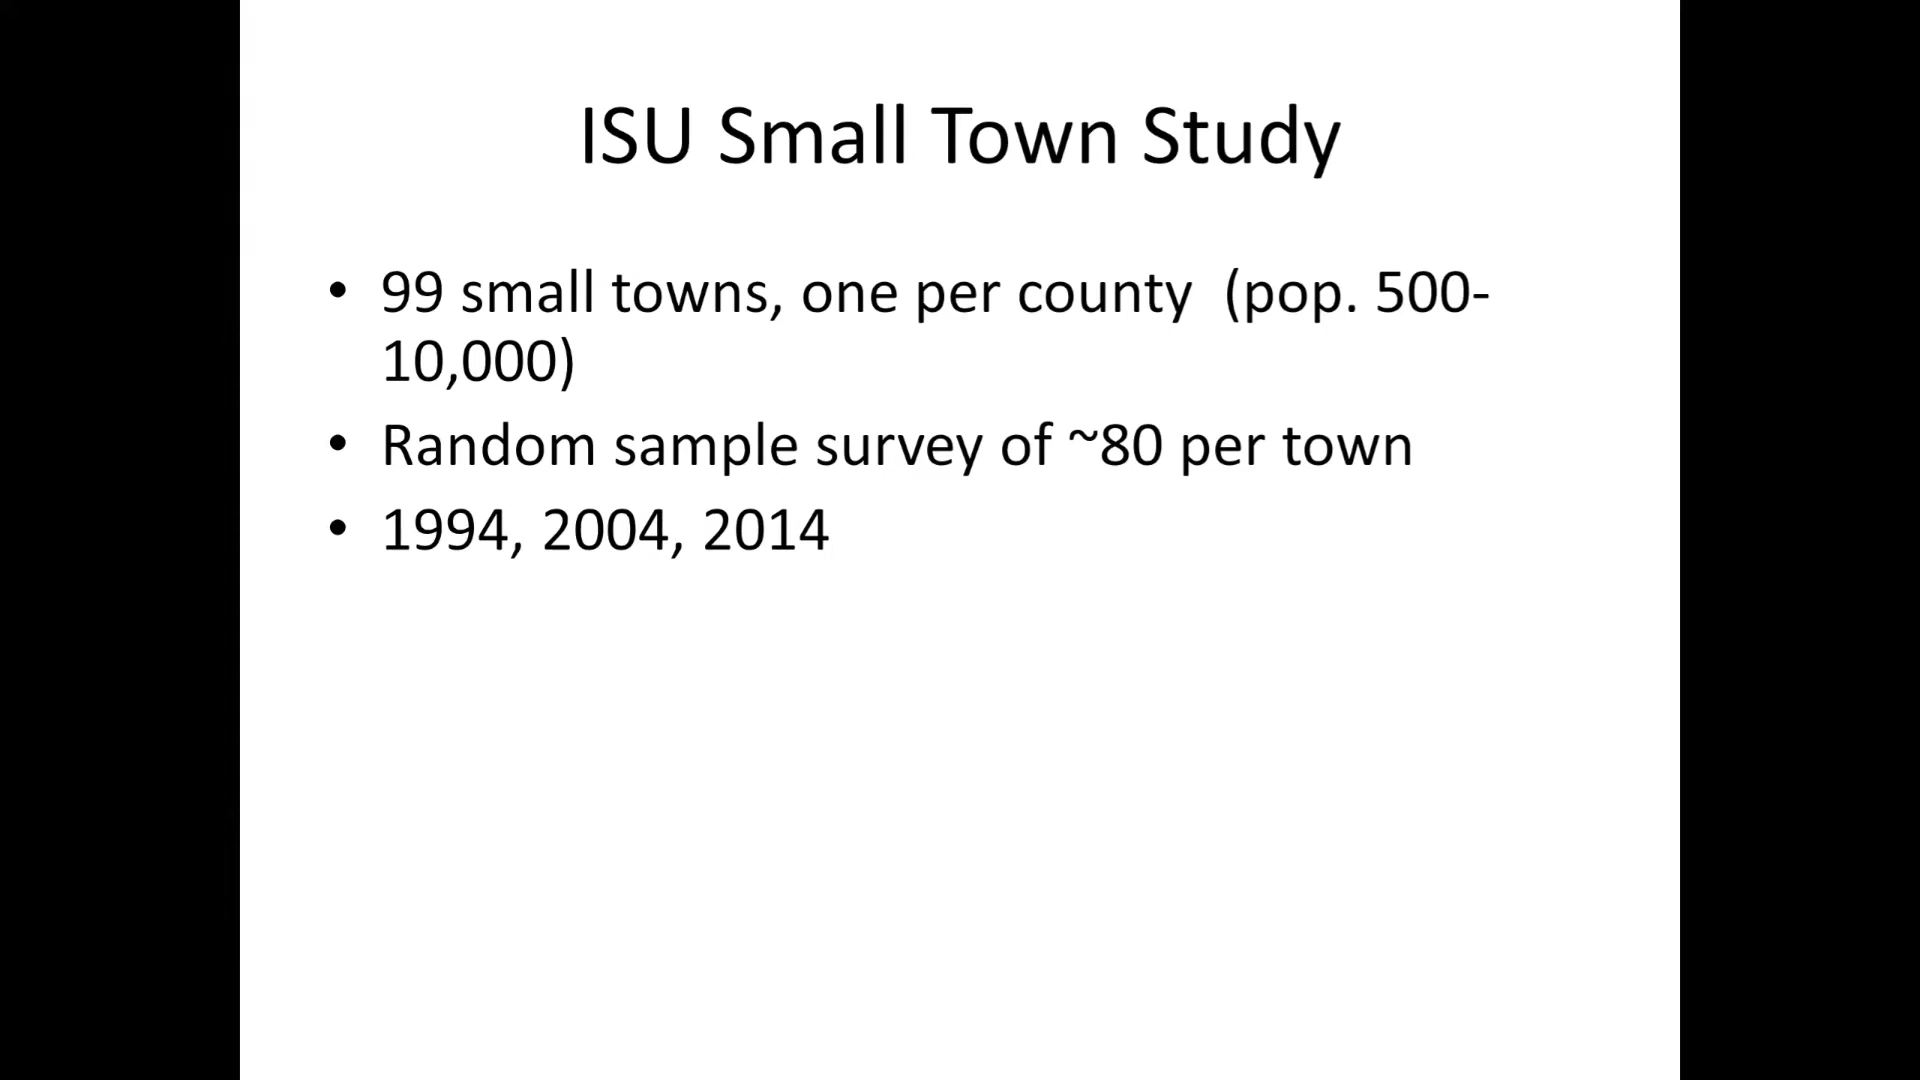 ISU Small Town Study
• 99 small towns, one per county  (pop. 500-
10,000)
• Random sample survey of ~80 per town
• 1994, 2004, 2014